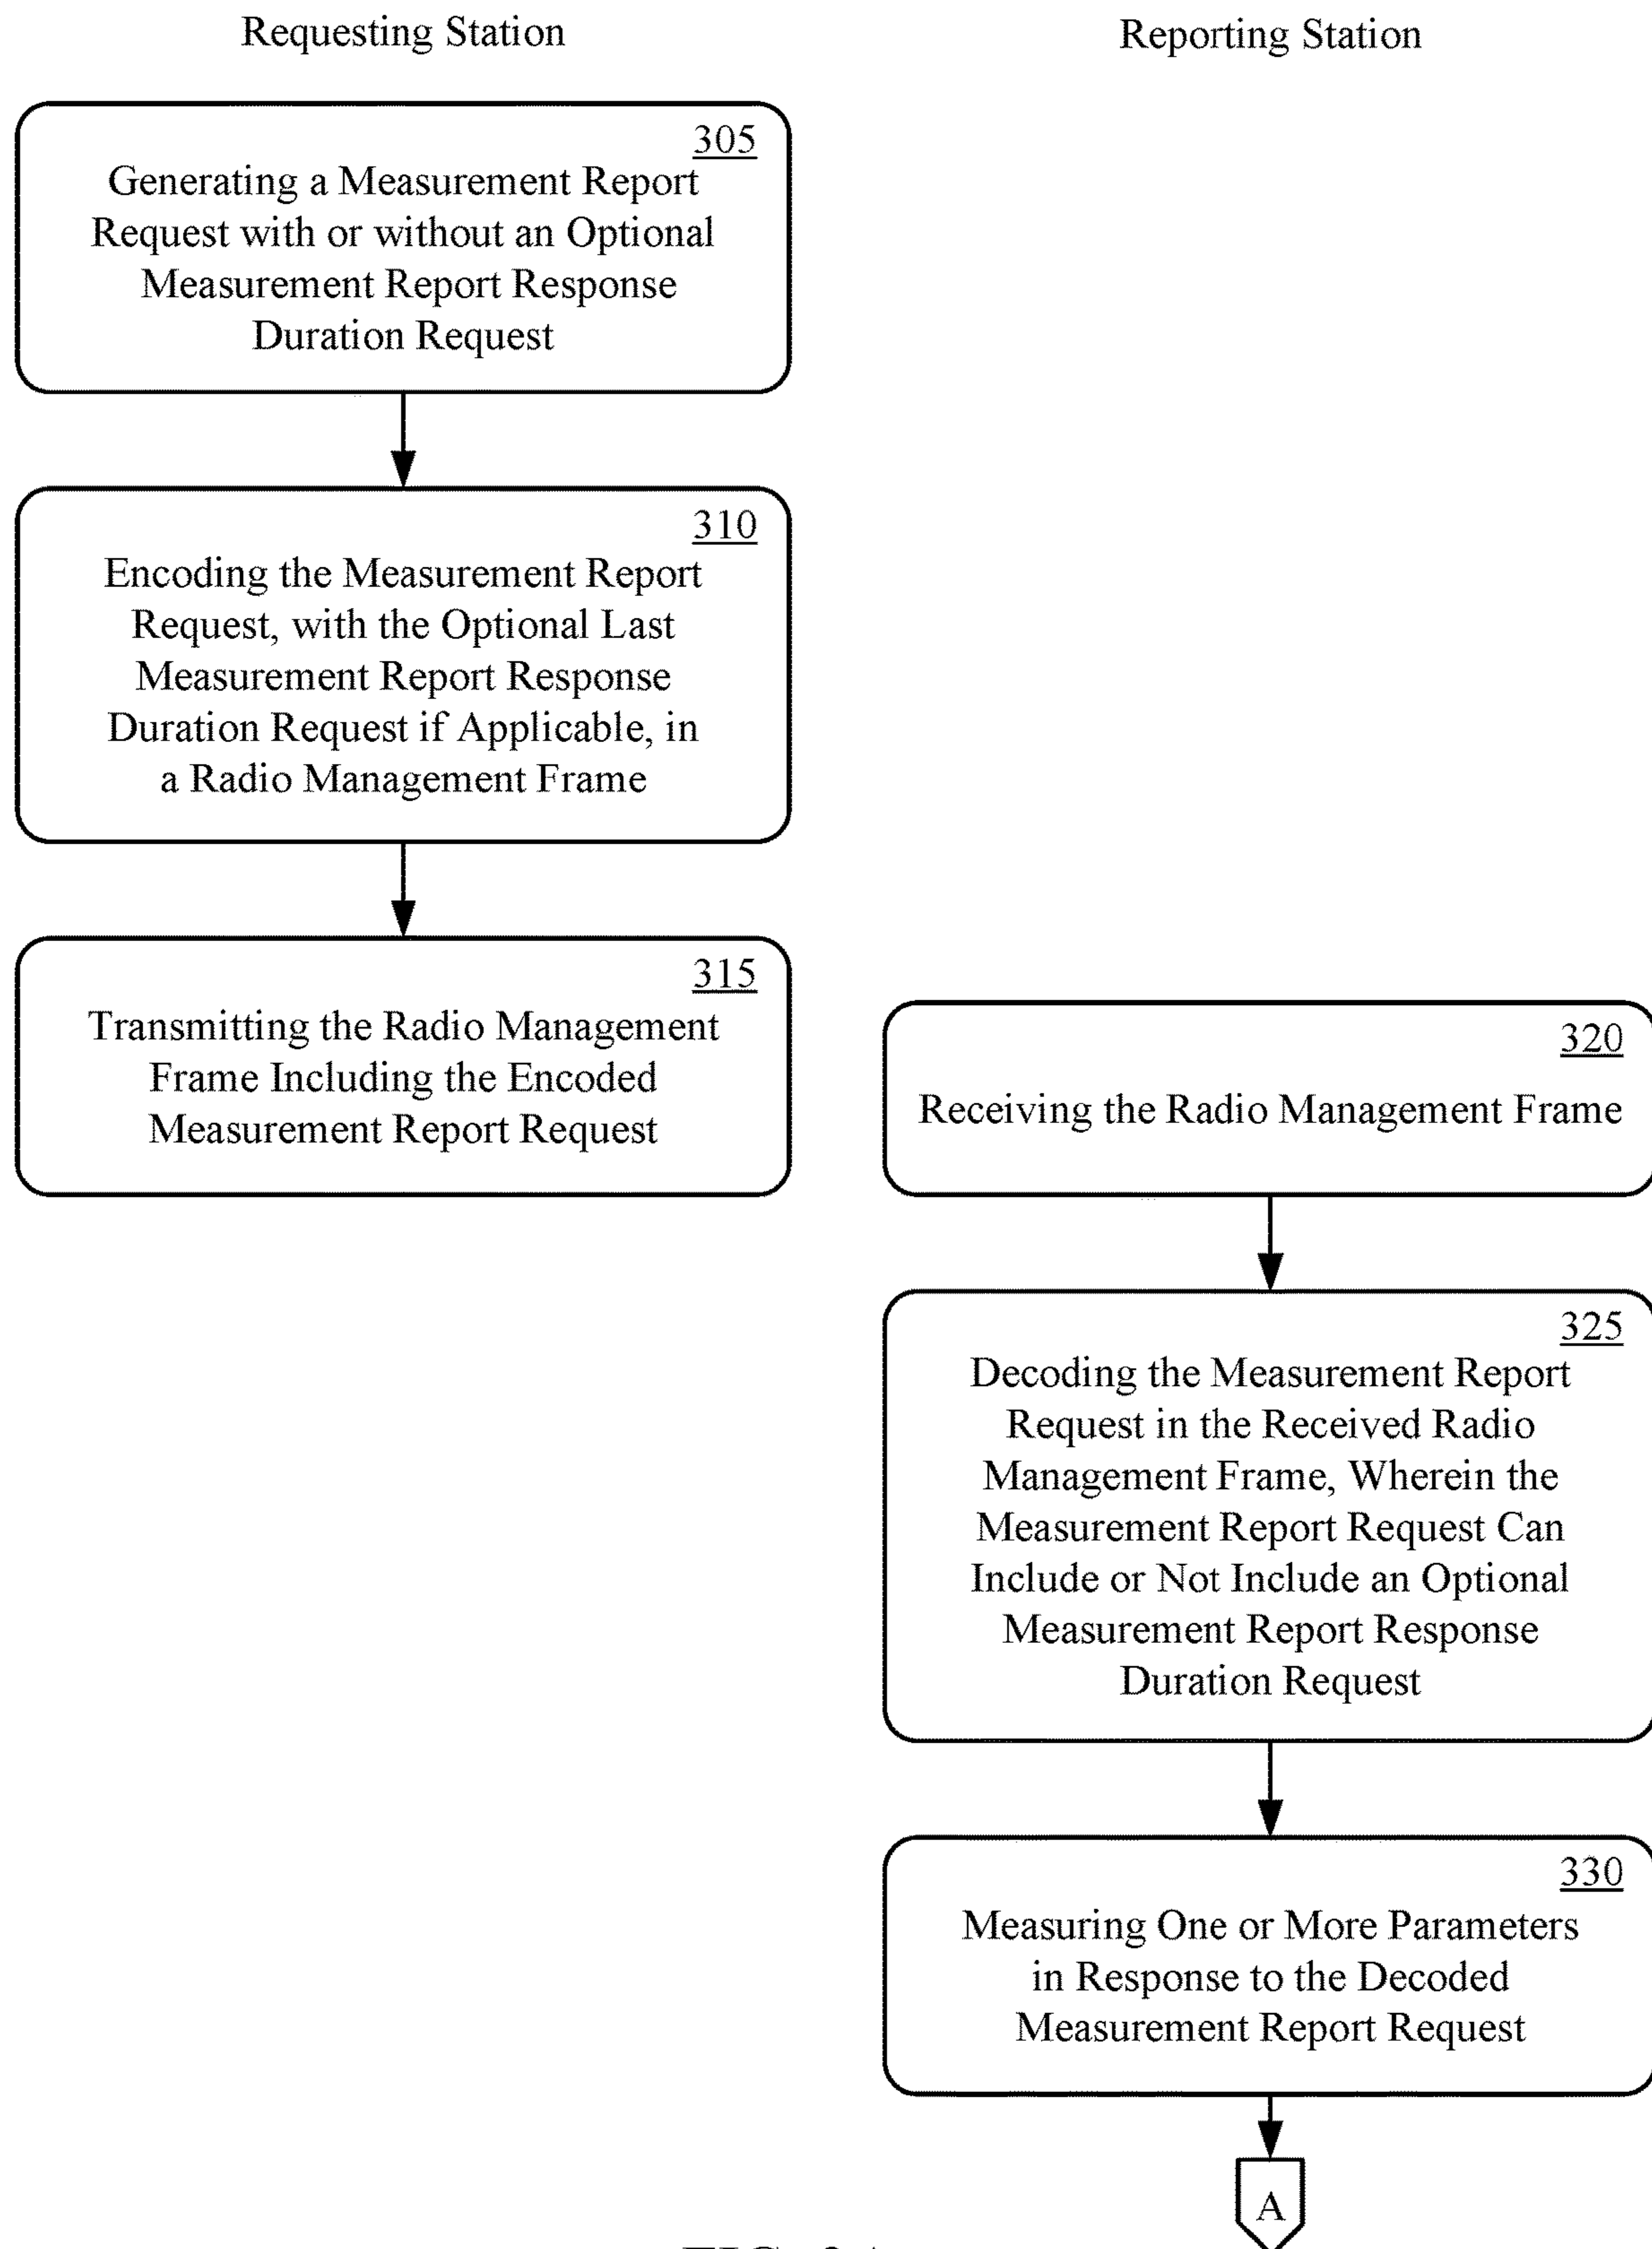 Requesting Station
Reporting Station
305
Generating a Measurement Report
Request with or without an Optional
Measurement Report Response
Duration Request
310
Encoding the Measurement Report
Request, with the Optional Last
Measurement Report Response
Duration Request if Applicable, in
a Radio Management Frame
315
Transmitting the Radio Management
Frame Including the Encoded
Measurement Report Request
320
Receiving the Radio Management Frame
325
Decoding the Measurement Report
Request in the Received Radio
Management Frame, Wherein the
Measurement Report Request Can
Include or Not Include an Optional
Measurement Report Response
Duration Request
330
Measuring One or More Parameters
in Response to the Decoded
Measurement Report Request
A